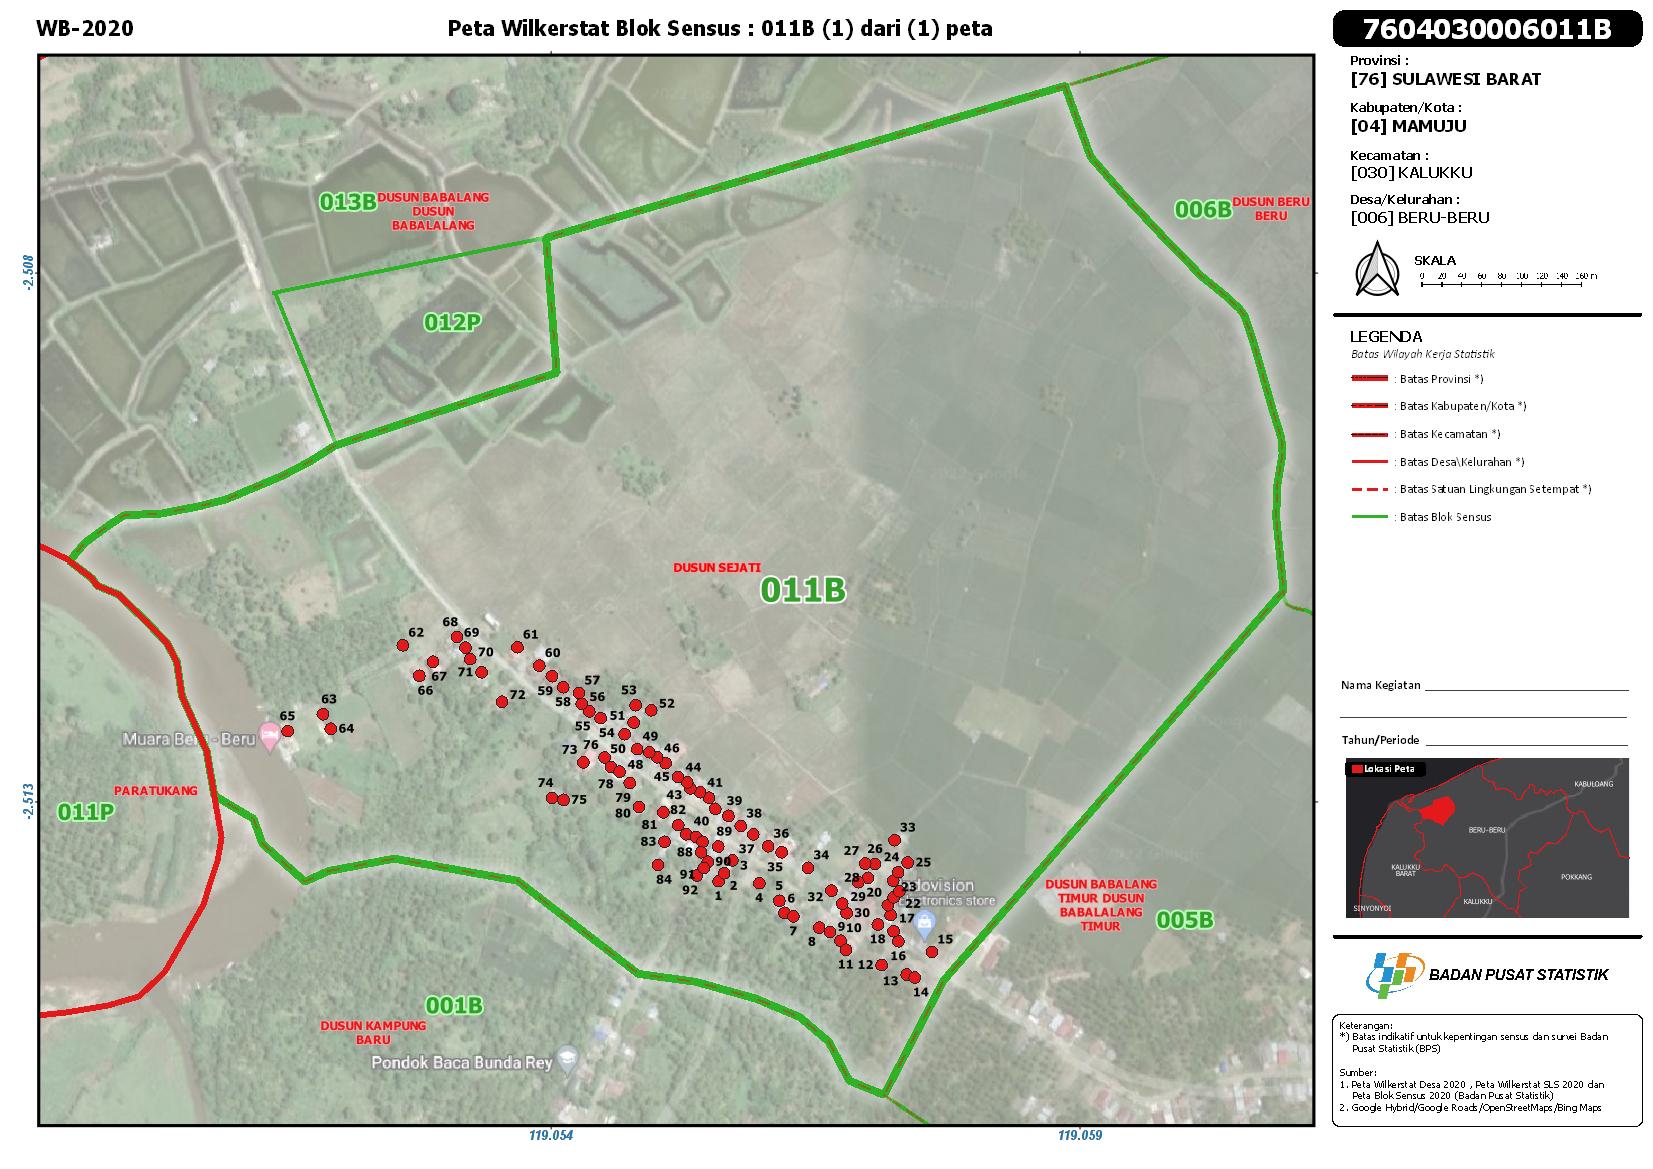 WB-2020
Peta Wilkerstat Blok Sensus : 011B (1) dari (1) peta
7604030006011B
Provinsi :
[76] SULAWESI BARAT
Kabupaten/Kota :
[04] MAMUJU
Kecamatan :
[030] KALUKKU
Desa/Kelurahan :
[006] BERU-BERU
SKALA
0 20 40 60 80 100 120 140 160 m
LEGENDA
Batas Wilayah Kerja Statistik
: Batas Provinsi *)
: Batas Kabupaten/Kota *)
: Batas Kecamatan *)
: Batas Desa\Kelurahan *)
: Batas Satuan Lingkungan Setempat *)
: Batas Blok Sensus
Nama Kegiatan
Tahun/Periode
Lokasi Peta
KABULOANG
BERU-BERU
KALUKKU
BARAT
POKKANG
KALUKKU
SINYONYOI
BADAN PUSAT STATISTIK
Keterangan:
*) Batas indikatif untuk kepentingan sensus dan survei Badan
Pusat Statistik (BPS)
Sumber:
1. Peta Wilkerstat Desa 2020 , Peta Wilkerstat SLS 2020 dan
Peta Blok Sensus 2020 (Badan Pusat Statistik)
2. Google Hybrid/Google Roads/OpenStreetMaps/Bing Maps
013B
DUSUN BABALANG
DUSUN
BABALALANG
006B
DUSUN BERU
BERU
012P
-2.508
DUSUN SEJATI
011B
68
62
69
61
70
60
67
71
66
57
59
72
58
56
53
52
63
55
51
65
64
54
49
Muara Beru - Beru
73
76
50
46
48
44
74
75
78
45
41
79
43
39
PARATUKANG
011P
-2.513
80
82
38
81
40
89
36
33
83
88
37
34
27
26
24
25
90
3
35
84
91
92
2
1
4
5
28
20
23
6
32
29
22
30
17
7
8
9
10
18
11
12
16
15
13
14
dovision
ctronics store
DUSUN BABALANG
TIMUR DUSUN
BABALALANG
TIMUR
005B
001B
DUSUN KAMPUNG
BARU
Pondok Baca Bunda Rey
119.054
119.059